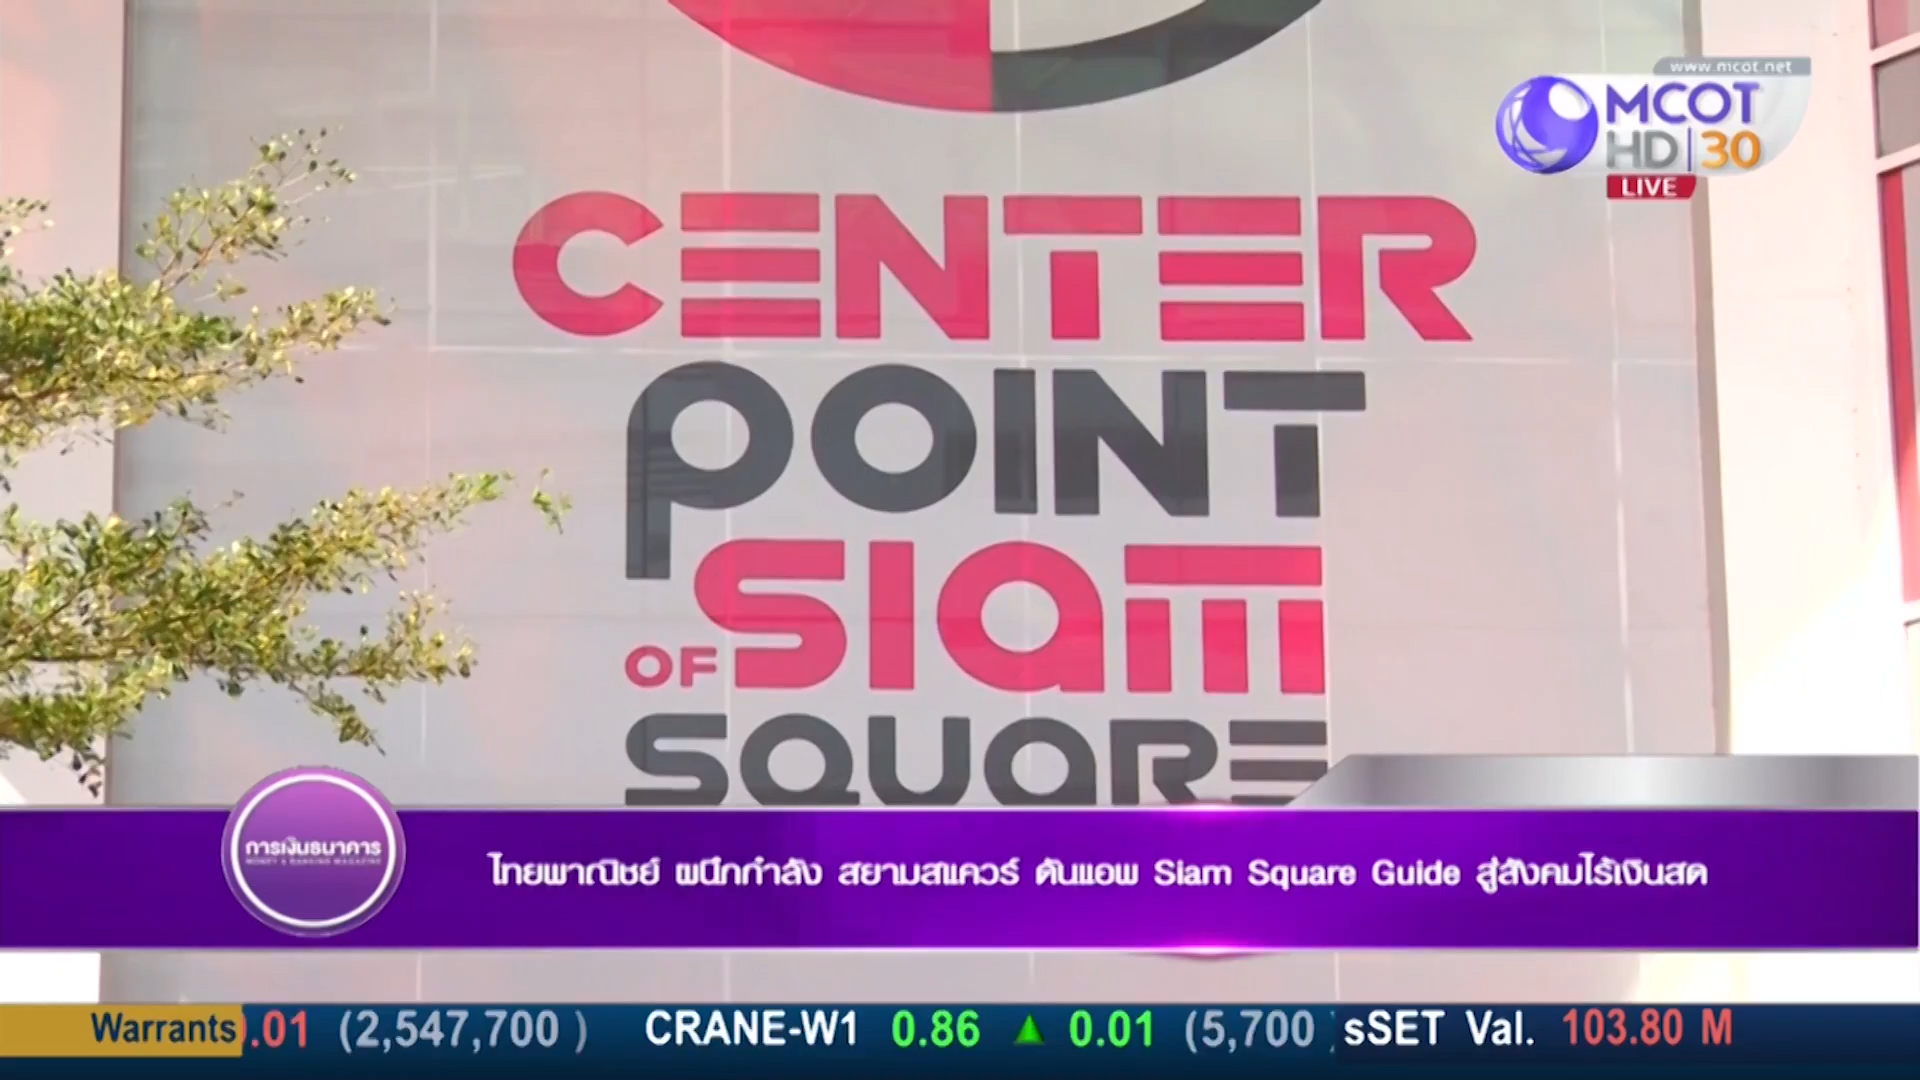 www.mcot.net
MCOT
HD 30
LIVE
CENTER
POINT
OF SIAM
SQUARE
การเงินธนาคาร
MONEY & BANKING MAGAZINE
ไทยพาณิชย์ ผนึกกำลัง สยามสแควร์ ดันแอพ Siam Square Guide สู่สังคมไร้เงินสด
Warrants .01 (2,547,700 ) CRANE-W1 0.86 ▲ 0.01 (5,700 sSET Val. 103.80 M